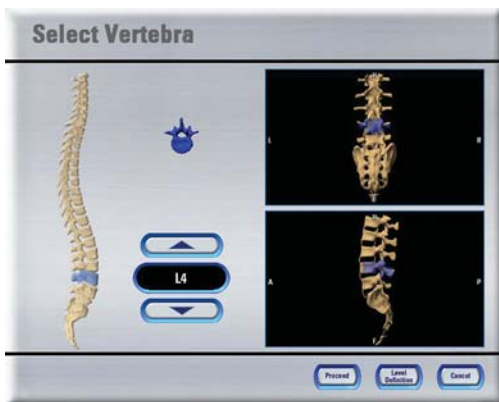 Select Vertebra
L
R
L4
A
P
Proceed
Level
Definition
Cancel